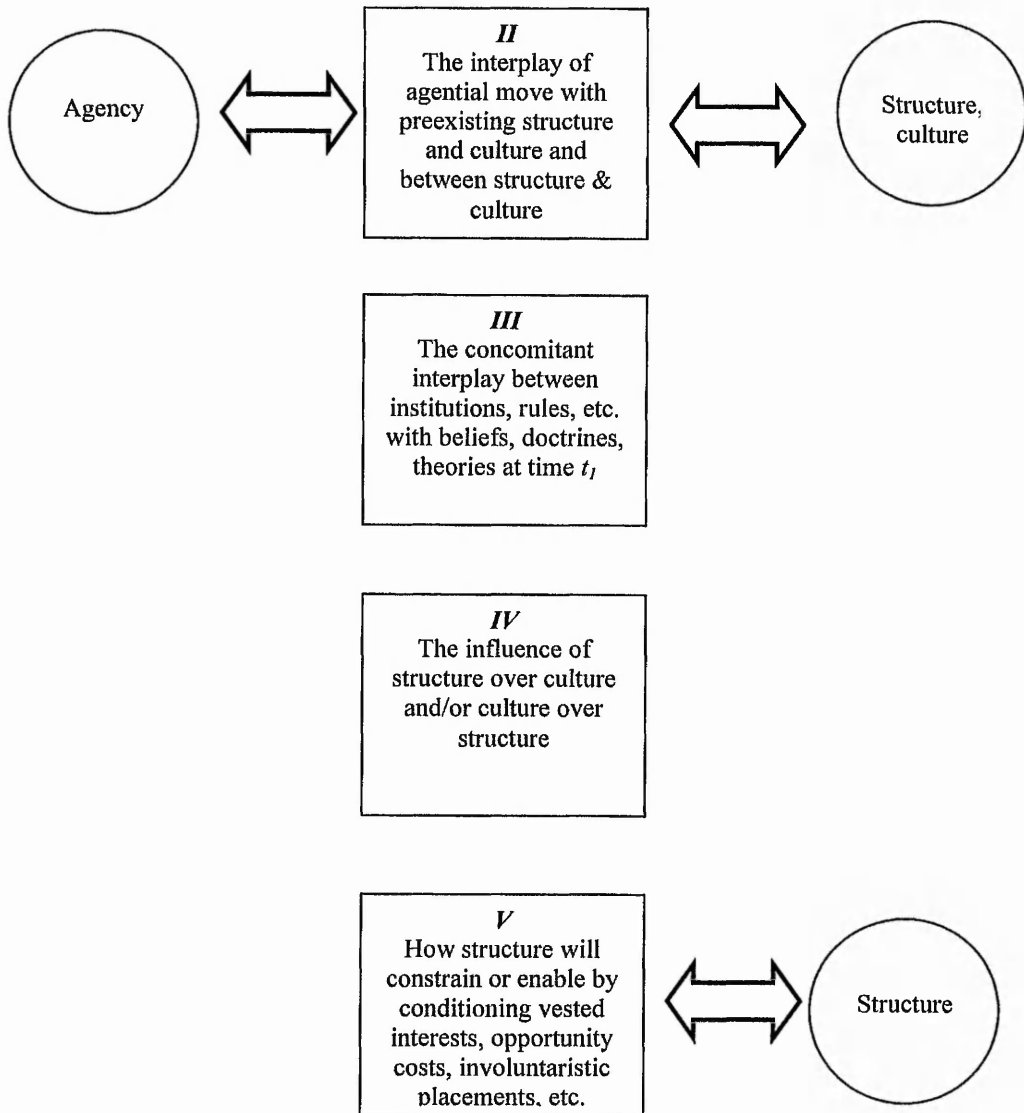 Agency
II
The interplay of
agential move with
preexisting structure
and culture and
between structure &
culture
Structure,
culture
III
The concomitant
interplay between
institutions, rules, etc.
with beliefs, doctrines,
theories at time t1
IV
The influence of
structure over culture
and/or culture over
structure
V
How structure will
constrain or enable by
conditioning vested
interests, opportunity
costs, involuntaristic
placements, etc.
Structure